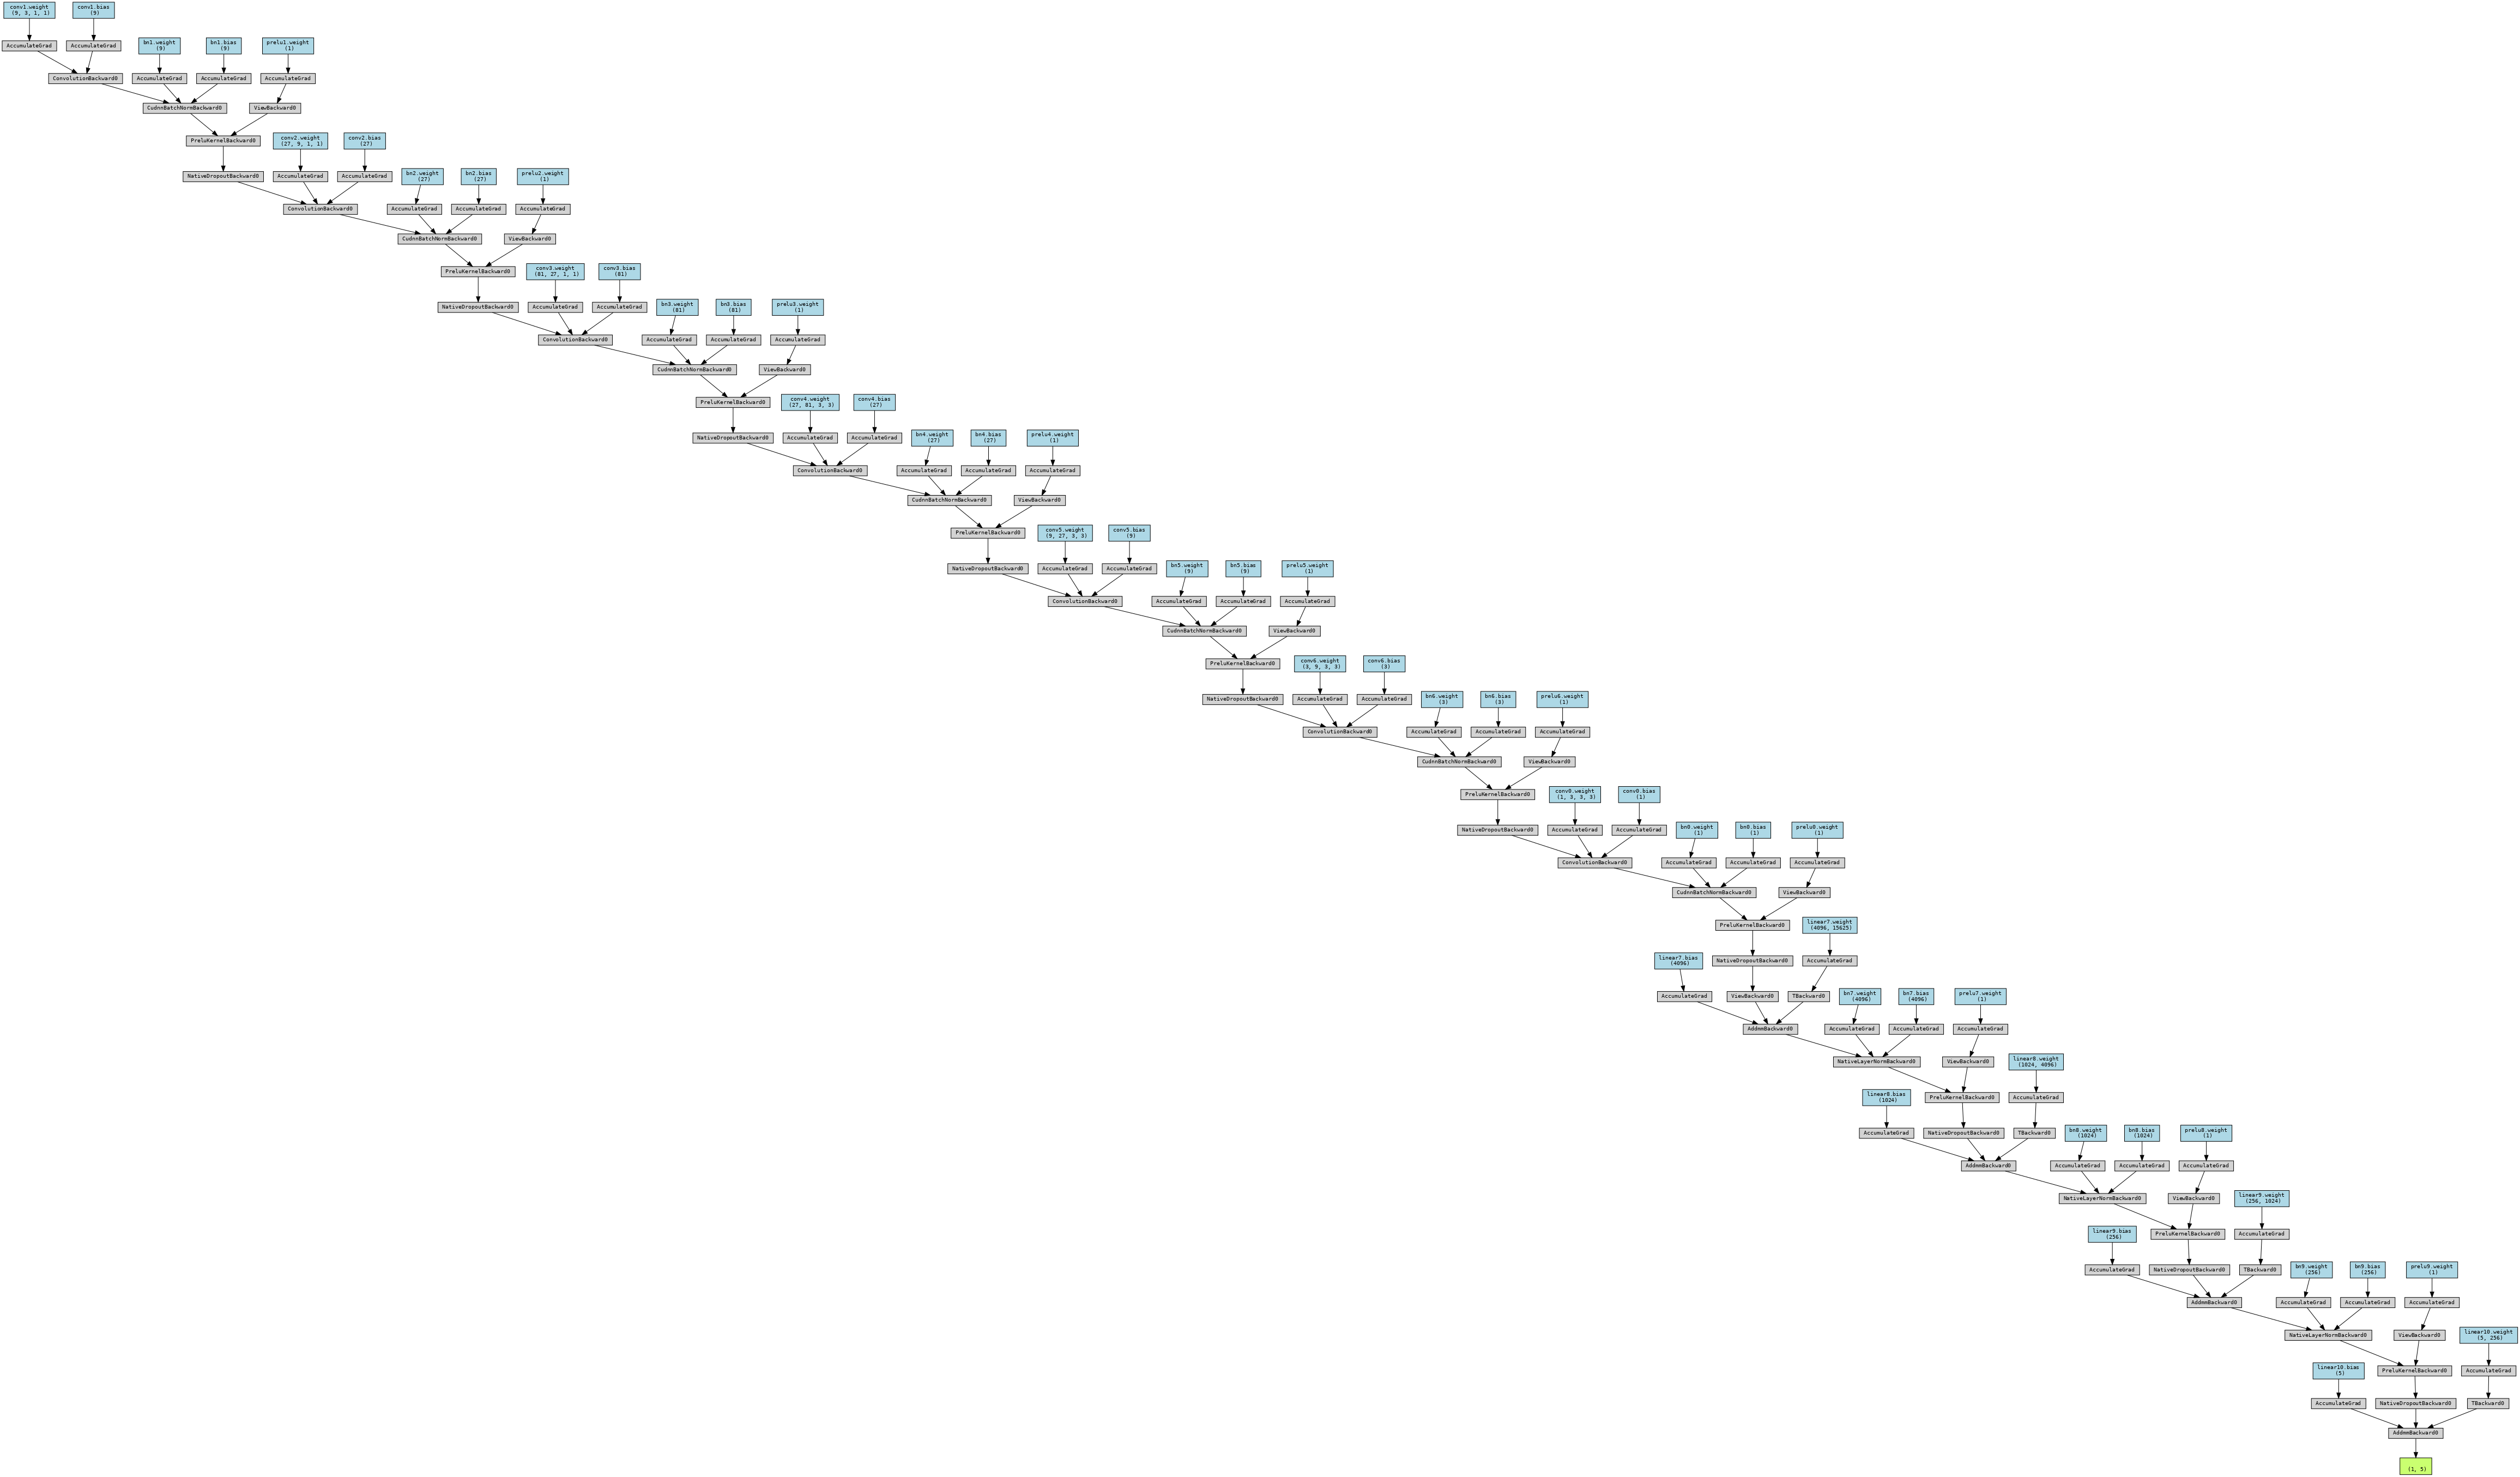 conv1.weight
(9, 3, 1, 1)
conv1.bias
(9)
AccumulateGrad
AccumulateGrad
bn1.weight
(9)
bn1.bias
(9)
prelu1.weight
(1)
ConvolutionBackward0
AccumulateGrad
AccumulateGrad
AccumulateGrad
CudnnBatchNormBackward0
ViewBackward0
PreluKernelBackward0
conv2.weight
(27, 9, 1, 1)
conv2.bias
(27)
NativeDropoutBackward0
AccumulateGrad
AccumulateGrad
bn2.weight
(27)
bn2.bias
(27)
prelu2.weight
(1)
ConvolutionBackward0
AccumulateGrad
AccumulateGrad
AccumulateGrad
CudnnBatchNormBackward0
ViewBackward0
PreluKernelBackward0
conv3.weight
(81, 27, 1, 1)
conv3.bias
(81)
NativeDropoutBackward0
AccumulateGrad
AccumulateGrad
bn3.weight
(81)
bn3.bias
(81)
prelu3.weight
(1)
ConvolutionBackward0
AccumulateGrad
AccumulateGrad
AccumulateGrad
CudnnBatchNormBackward0
ViewBackward0
PreluKernelBackward0
conv4.weight
(27, 81, 3, 3)
conv4.bias
(27)
NativeDropoutBackward0
AccumulateGrad
AccumulateGrad
bn4.weight
(27)
bn4.bias
(27)
prelu4.weight
(1)
ConvolutionBackward0
AccumulateGrad
AccumulateGrad
AccumulateGrad
CudnnBatchNormBackward0
ViewBackward0
PreluKernelBackward0
conv5.weight
(9, 27, 3, 3)
conv5.bias
(9)
NativeDropoutBackward0
AccumulateGrad
AccumulateGrad
bn5.weight
(9)
bn5.bias
(9)
prelu5.weight
(1)
ConvolutionBackward0
AccumulateGrad
AccumulateGrad
AccumulateGrad
CudnnBatchNormBackward0
ViewBackward0
PreluKernelBackward0
conv6.weight
(3, 9, 3, 3)
conv6.bias
(3)
NativeDropoutBackward0
AccumulateGrad
AccumulateGrad
bn6.weight
(3)
bn6.bias
(3)
prelu6.weight
(1)
ConvolutionBackward0
AccumulateGrad
AccumulateGrad
AccumulateGrad
CudnnBatchNormBackward0
ViewBackward0
PreluKernelBackward0
conv0.weight
(1, 3, 3, 3)
conv0.bias
(1)
NativeDropoutBackward0
AccumulateGrad
AccumulateGrad
bn0.weight
(1)
bn0.bias
(1)
prelu0.weight
(1)
ConvolutionBackward0
AccumulateGrad
AccumulateGrad
AccumulateGrad
CudnnBatchNormBackward0
ViewBackward0
PreluKernelBackward0
linear7.weight
(4096, 15625)
linear7.bias
(4096)
NativeDropoutBackward0
AccumulateGrad
AccumulateGrad
ViewBackward0
TBackward0
bn7.weight
(4096)
bn7.bias
(4096)
prelu7.weight
(1)
AddmmBackward0
AccumulateGrad
AccumulateGrad
AccumulateGrad
NativeLayerNormBackward0
ViewBackward0
linear8.weight
(1024, 4096)
linear8.bias
(1024)
PreluKernelBackward0
AccumulateGrad
AccumulateGrad
NativeDropoutBackward0
TBackward0
bn8.weight
(1024)
bn8.bias
(1024)
prelu8.weight
(1)
AddmmBackward0
AccumulateGrad
AccumulateGrad
AccumulateGrad
NativeLayerNormBackward0
ViewBackward0
linear9.weight
(256, 1024)
linear9.bias
(256)
PreluKernelBackward0
AccumulateGrad
AccumulateGrad
NativeDropoutBackward0
TBackward0
bn9.weight
(256)
bn9.bias
(256)
prelu9.weight
(1)
AddmmBackward0
AccumulateGrad
AccumulateGrad
AccumulateGrad
NativeLayerNormBackward0
ViewBackward0
linear10.weight
(5, 256)
linear10.bias
(5)
PreluKernelBackward0
AccumulateGrad
AccumulateGrad
NativeDropoutBackward0
TBackward0
AddmmBackward0
(1, 5)